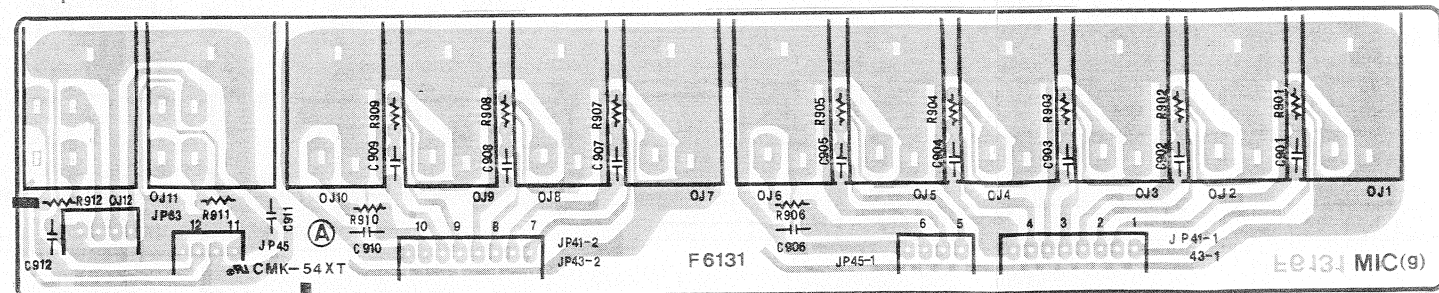 R909 R908 R907 R905 R904 R903 R902 R901
C909 C908 C907 C905 C904 C903 C902 C901
R912 OJ12 OJ11 OJ10 OJ9 OJ8 OJ7 OJ6 OJ5 OJ4 OJ3 OJ2 OJ1
JP63 R911 C911 R910 R906
12 11 A 10 9 8 7 6 5 4 3 2 1
C912 JP45 C910 JP41-2 C906 JP41-1
CMK-54XT JP43-2 F6131 JP45-1 43-1 F6131 MIC(g)